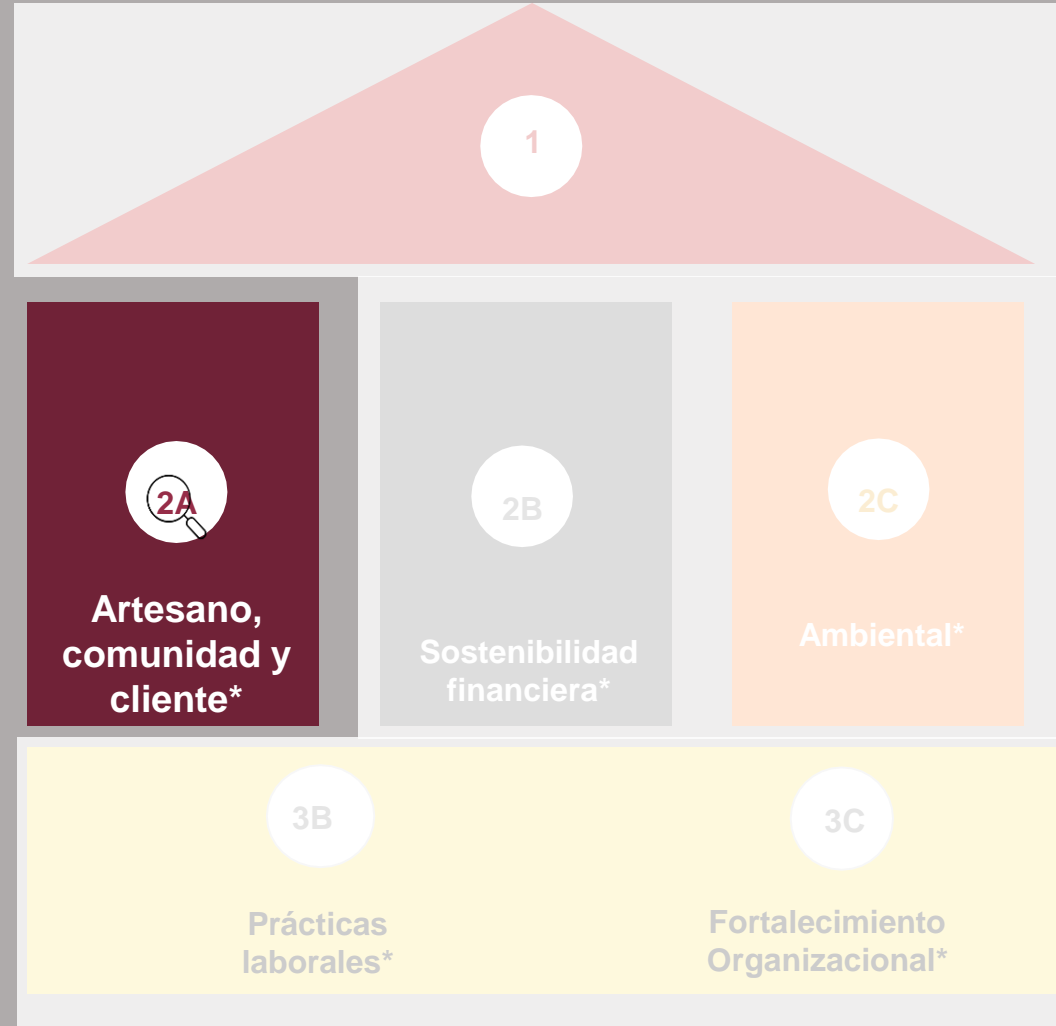 1
2A
Artesano,
comunidad y
cliente*
2B
Sostenibilidad
financiera*
2C
Ambiental*
3B
Prácticas
laborales*
3C
Fortalecimiento
Organizacional*